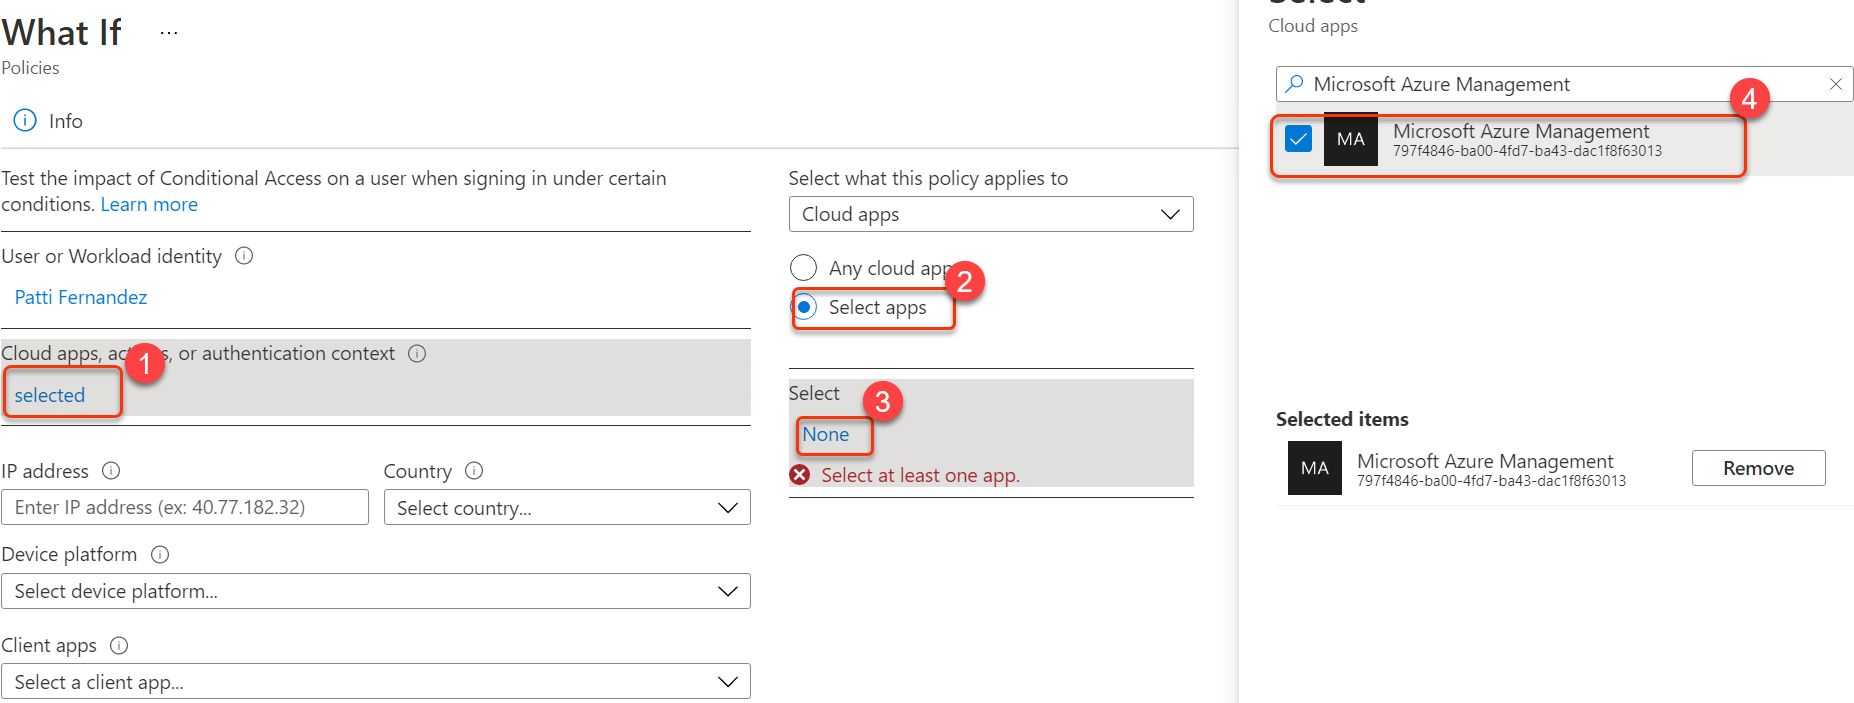 What If ...
Policies
Info
Test the impact of Conditional Access on a user when signing in under certain
conditions. Learn more
User or Workload identity
Patti Fernandez
Cloud apps, or authentication context
1
selected
IP address
Country
Enter IP address (ex: 40.77.182.32)
Select country...
Device platform
Select device platform...
Client apps
Select a client app...
Select what this policy applies to
Cloud apps
Any cloud app
2
Select apps
Select
3
None
Select at least one app.
Select
Cloud apps
Microsoft Azure Management
4
MA
Microsoft Azure Management
797f4846-ba00-4fd7-ba43-dac1f8f63013
Selected items
MA
Microsoft Azure Management
797f4846-ba00-4fd7-ba43-dac1f8f63013
Remove